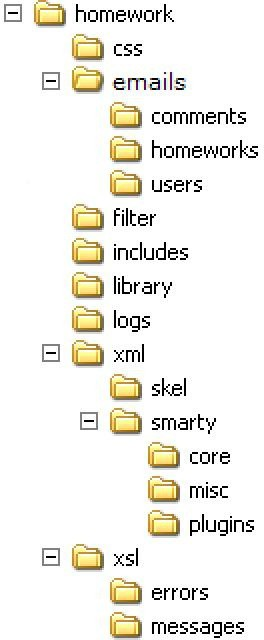 homework
css
emails
comments
homeworks
users
filter
includes
library
logs
xml
skel
smarty
core
misc
plugins
xsl
errors
messages